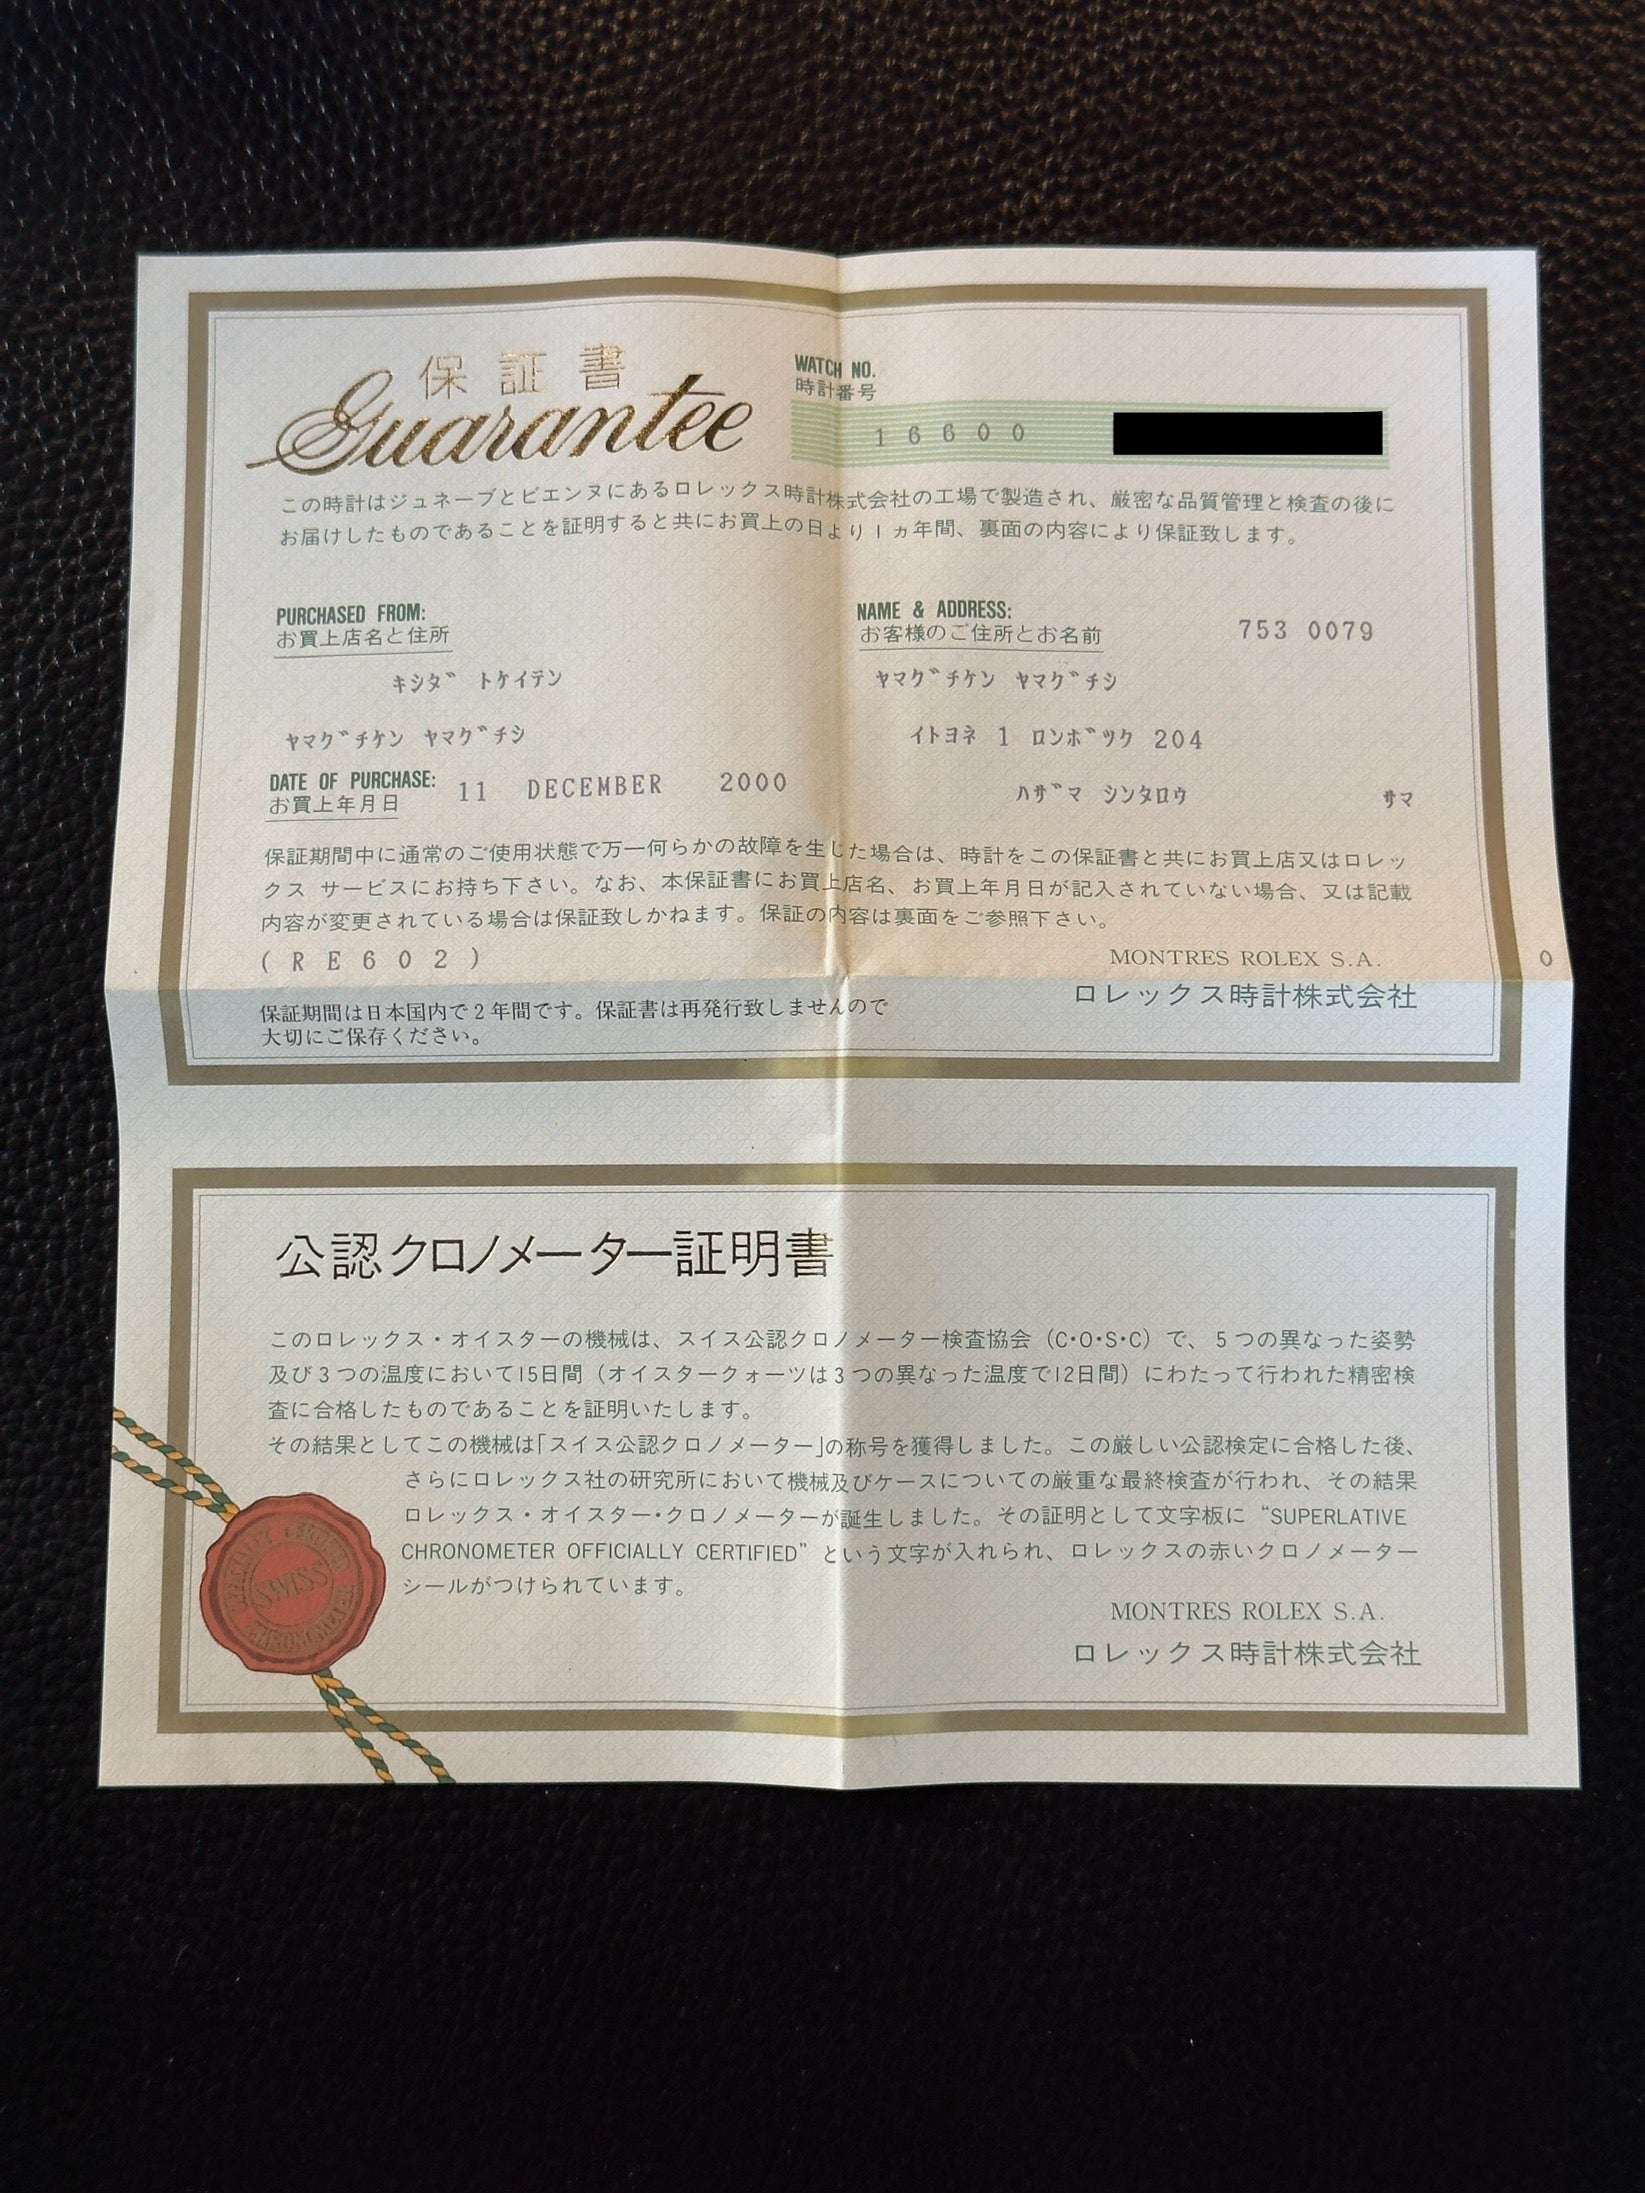 保証書
Guarantee
WATCH NO.
時計番号
16600
この時計はジュネーブとビエンヌにあるロレックス時計株式会社の工場で製造され、厳密な品質管理と検査の後に
お届けしたものであることを証明すると共にお買上の日より1ヵ年間、裏面の内容により保証致します。
PURCHASED FROM:
お買上店名と住所
キシダ゛ トケイテン
ヤマグ゛チケン ヤマグ゛チシ
DATE OF PURCHASE:
お買上年月日
11 DECEMBER 2000
NAME & ADDRESS:
お客様のご住所とお名前
753 0079
ヤマグ゛チケン ヤマグ゛チシ
イトヨネ 1 ロンホ゛ツク 204
ハザ゛マ シンタロウ サマ
保証期間中に通常のご使用状態で万一何らかの故障を生じた場合は、時計をこの保証書と共にお買上店又はロレッ
クス サービスにお持ち下さい。なお、本保証書にお買上店名、お買上年月日が記入されていない場合、又は記載
内容が変更されている場合は保証致しかねます。保証の内容は裏面をご参照下さい。
(RE602)
MONTRES ROLEX S.A.
0
ロレックス時計株式会社
保証期間は日本国内で2年間です。保証書は再発行致しませんので
大切にご保存ください。
公認クロノメーター証明書
このロレックス・オイスターの機械は、スイス公認クロノメーター検査協会（C・O・S・C）で、5つの異なった姿勢
及び3つの温度において15日間（オイスタークォーツは3つの異なった温度で12日間）にわたって行われた精密検
査に合格したものであることを証明いたします。
その結果としてこの機械は「スイス公認クロノメーター」の称号を獲得しました。この厳しい公認検定に合格した後、
さらにロレックス社の研究所において機械及びケースについての厳重な最終検査が行われ、その結果
ロレックス・オイスター・クロノメーターが誕生しました。その証明として文字板に“SUPERLATIVE
CHRONOMETER OFFICIALLY CERTIFIED”という文字が入れられ、ロレックスの赤いクロノメーター
シールがつけられています。
SWISS
CHRONOMETER
MONTRES ROLEX S.A.
ロレックス時計株式会社